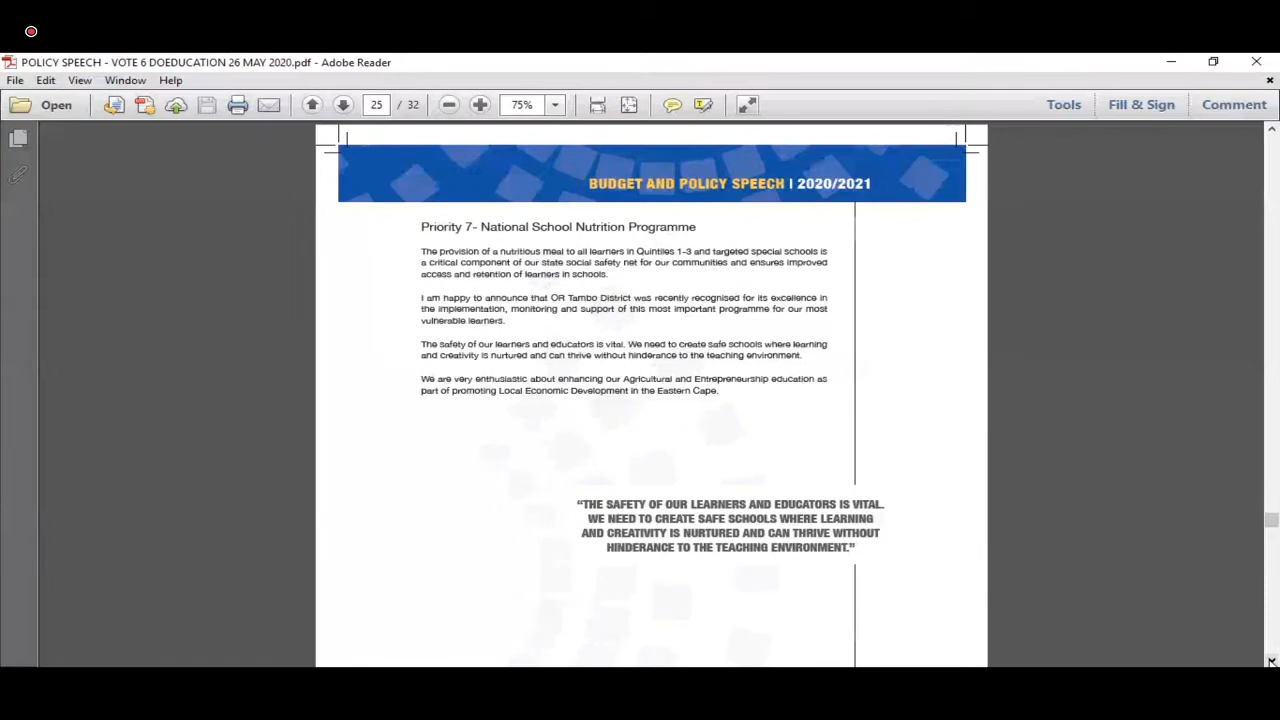 POLICY SPEECH - VOTE 6 DOEDUCATION 26 MAY 2020.pdf - Adobe Reader
File Edit View Window Help
Open 25 / 32 75% Tools Fill & Sign Comment
BUDGET AND POLICY SPEECH | 2020/2021
Priority 7- National School Nutrition Programme
The provision of a nutritious meal to all learners in Quintiles 1-3 and targeted special schools is
a critical component of our state social safety net for our communities and ensures improved
access and retention of learners in schools.
I am happy to announce that OR Tambo District was recently recognised for its excellence in
the implementation, monitoring and support of this most important programme for our most
vulnerable learners.
The safety of our learners and educators is vital. We need to create safe schools where learning
and creativity is nurtured and can thrive without hinderance to the teaching environment.
We are very enthusiastic about enhancing our Agricultural and Entrepreneurship education as
part of promoting Local Economic Development in the Eastern Cape.
“THE SAFETY OF OUR LEARNERS AND EDUCATORS IS VITAL.
WE NEED TO CREATE SAFE SCHOOLS WHERE LEARNING
AND CREATIVITY IS NURTURED AND CAN THRIVE WITHOUT
HINDERANCE TO THE TEACHING ENVIRONMENT.”